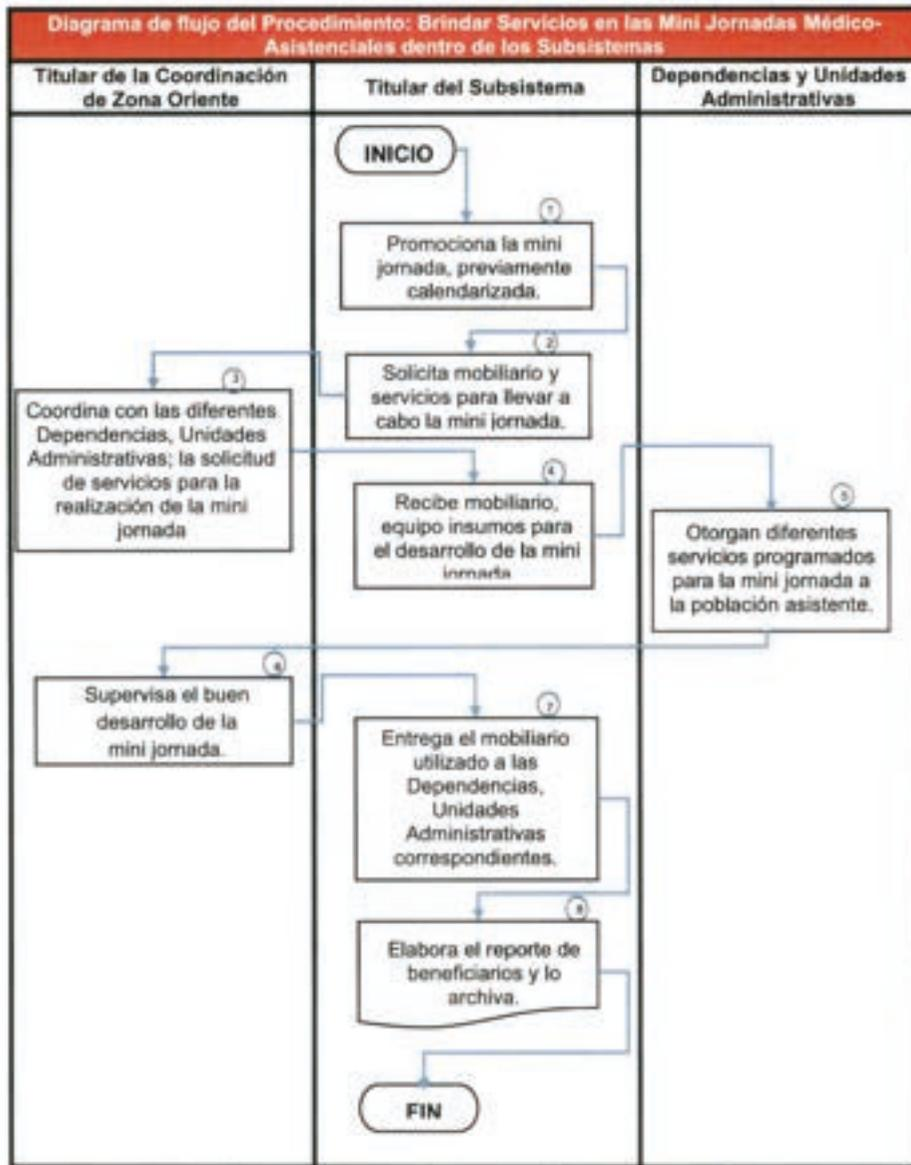 Diagrama de flujo del Procedimiento: Brindar Servicios en las Mini Jornadas Médico-
Asistenciales dentro de los Subsistemas
Titular de la Coordinación
de Zona Oriente
Titular del Subsistema
Dependencias y Unidades
Administrativas
INICIO
1
Promociona la mini
jornada, previamente
calendarizada.
2
Solicita mobiliario y
servicios para llevar a
cabo la mini jornada.
3
Coordina con las diferentes
Dependencias, Unidades
Administrativas; la solicitud
de servicios para la
realización de la mini
jornada
4
Recibe mobiliario,
equipo insumos para
el desarrollo de la mini
jornada
5
Otorgan diferentes
servicios programados
para la mini jornada a
la población asistente.
6
Supervisa el buen
desarrollo de la
mini jornada.
7
Entrega el mobiliario
utilizado a las
Dependencias,
Unidades
Administrativas
correspondientes.
8
Elabora el reporte de
beneficiarios y lo
archiva.
FIN